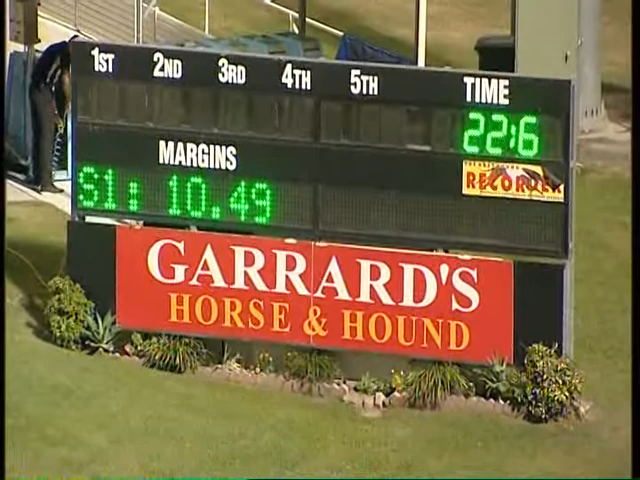 1ST 2ND 3RD 4TH 5TH TIME
22:6
MARGINS
RECORDER
S1: 10.49
GARRARD'S
HORSE & HOUND